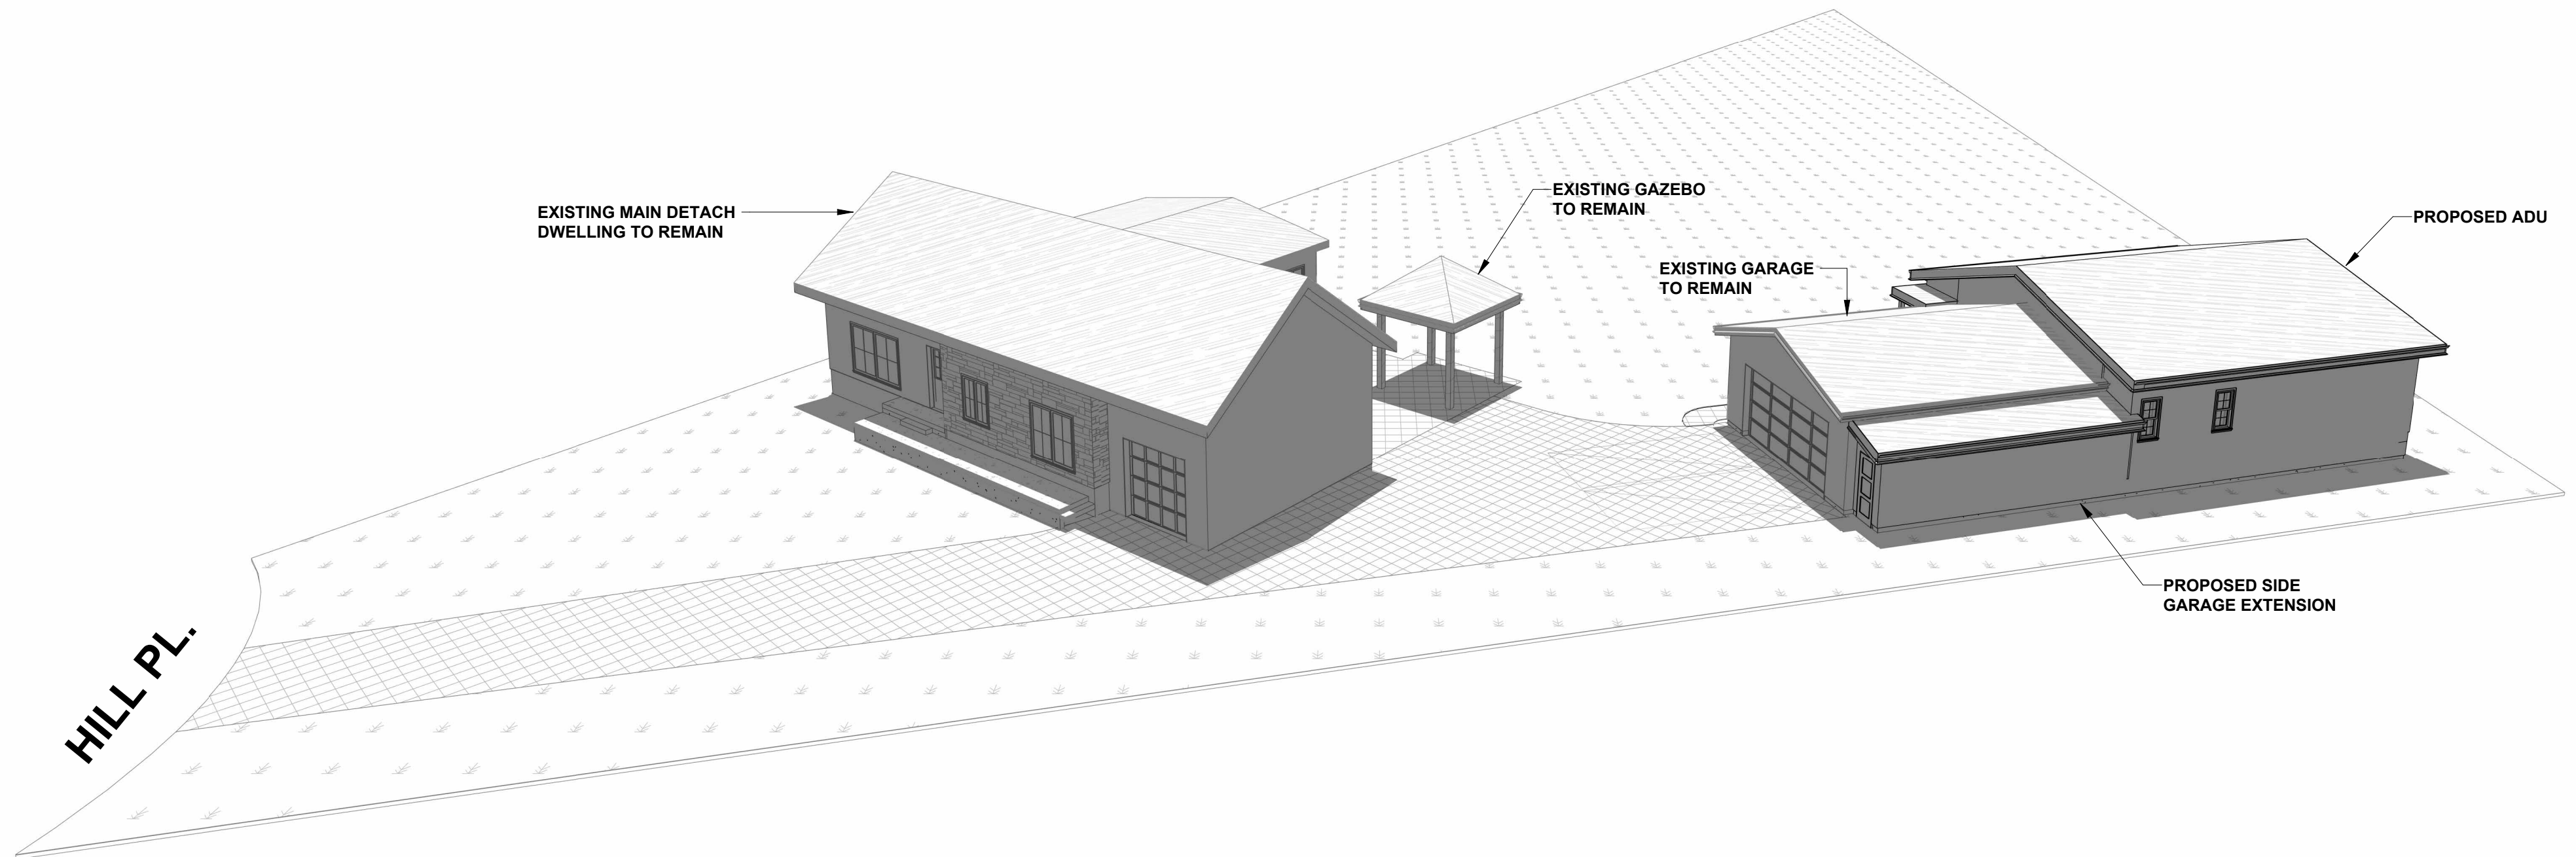 EXISTING MAIN DETACH
DWELLING TO REMAIN
EXISTING GAZEBO
TO REMAIN
PROPOSED ADU
EXISTING GARAGE
TO REMAIN
PROPOSED SIDE
GARAGE EXTENSION
HILL PL.